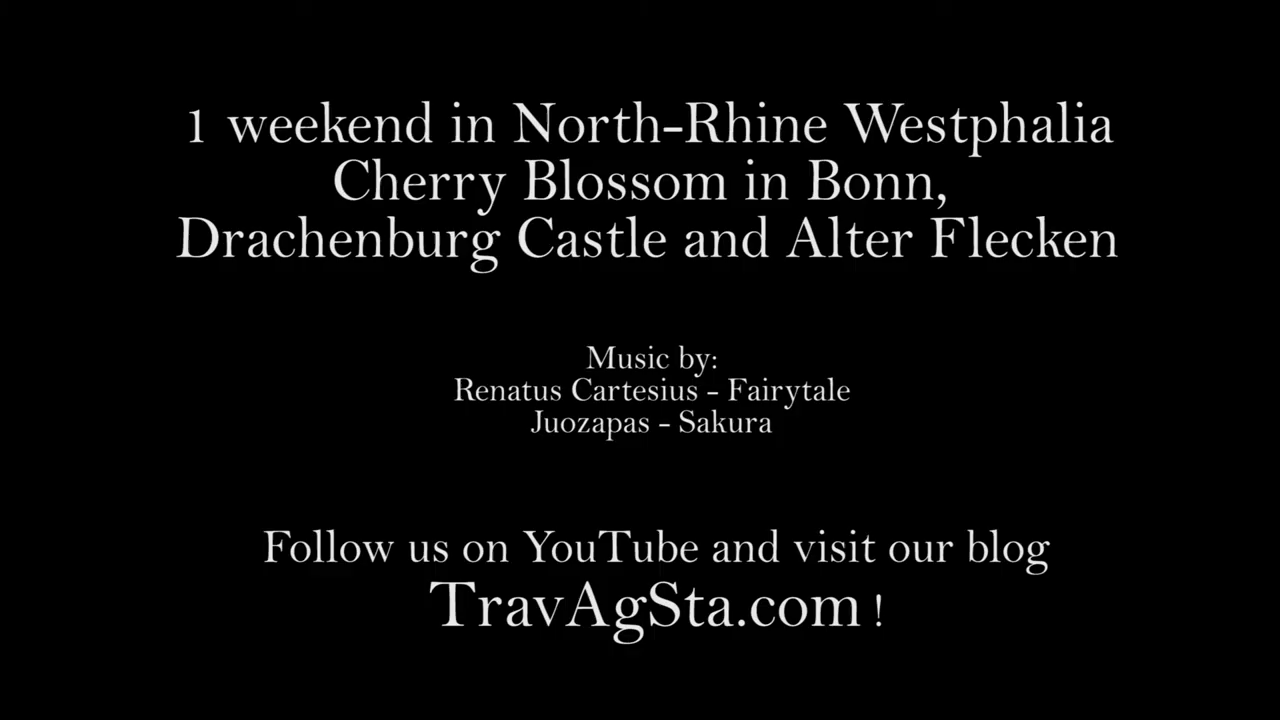 1 weekend in North-Rhine Westphalia
Cherry Blossom in Bonn,
Drachenburg Castle and Alter Flecken
Music by:
Renatus Cartesius - Fairytale
Juozapas - Sakura
Follow us on YouTube and visit our blog
TravAgSta.com !